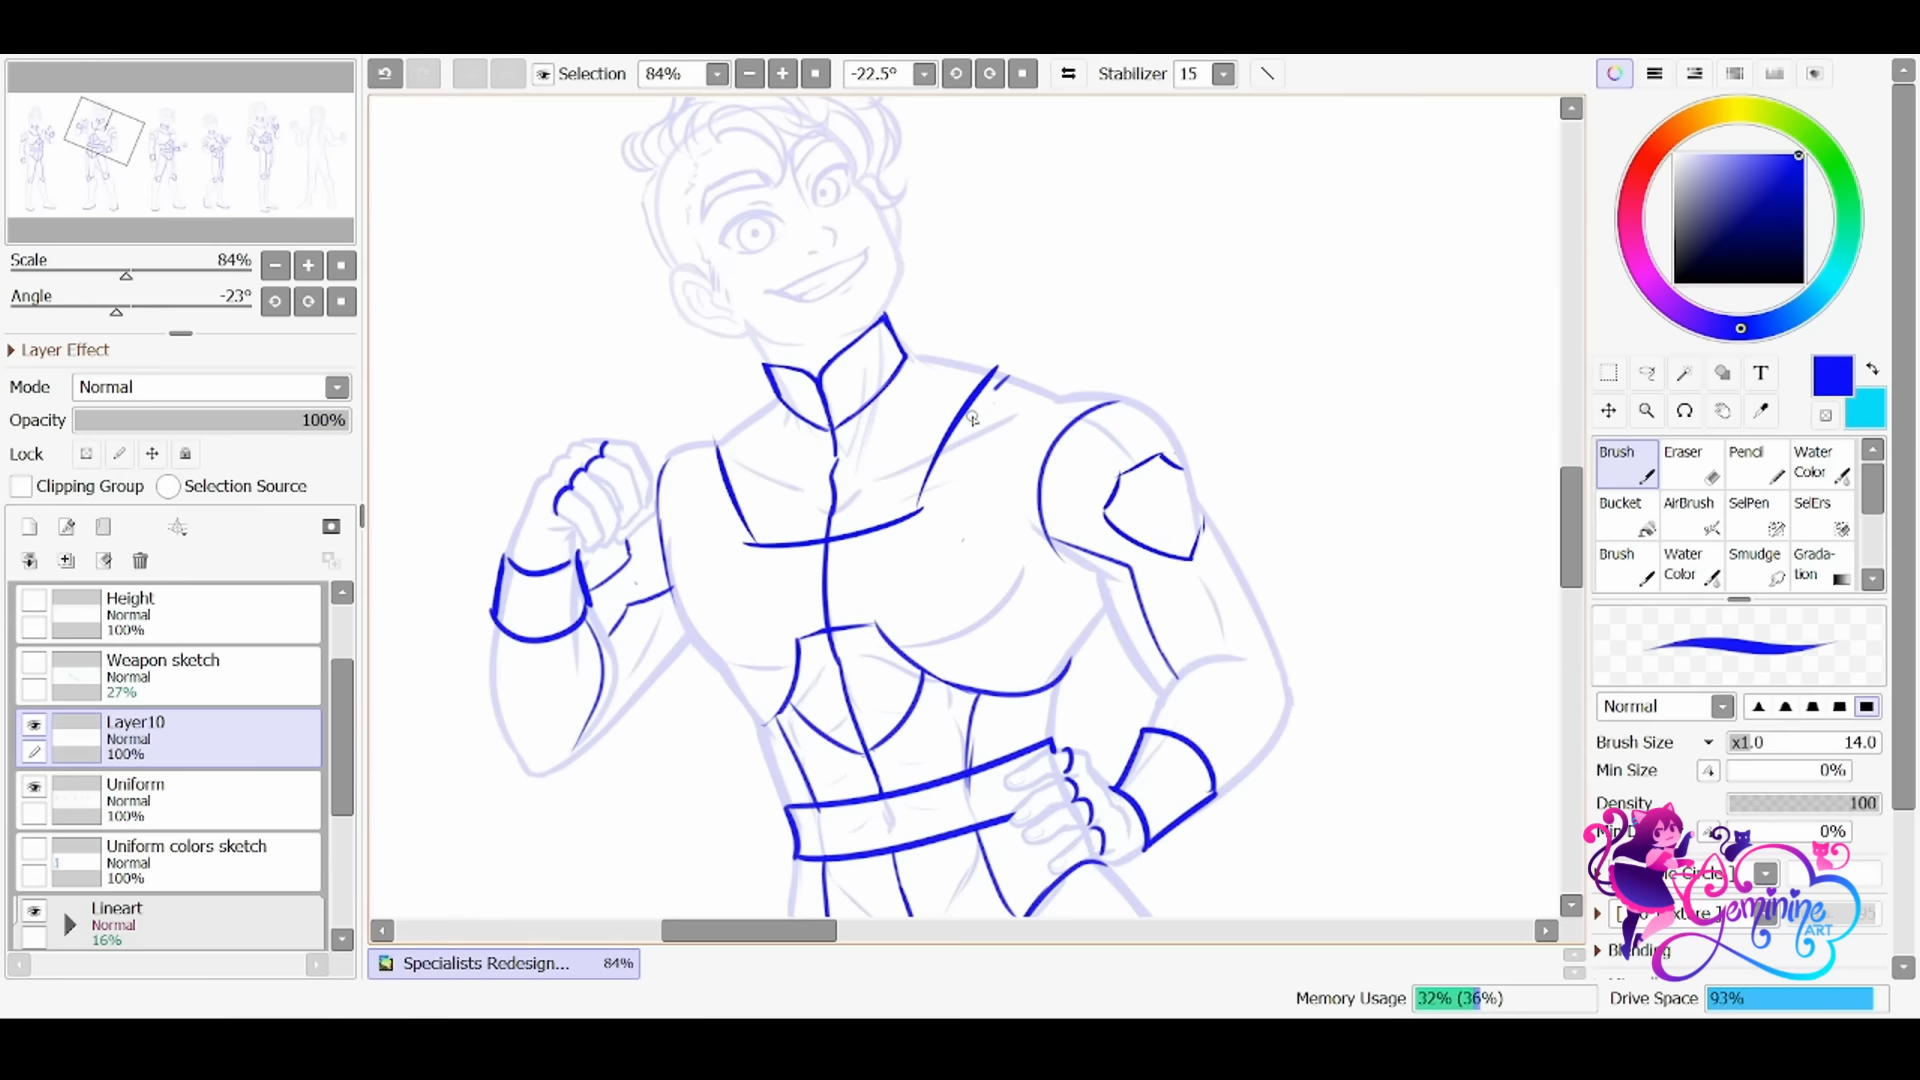 Selection 84% -22.5° Stabilizer 15
Scale 84%
Angle -23°
Layer Effect
Mode Normal
Opacity 100%
Lock
Clipping Group Selection Source
Height
Normal
100%
Weapon sketch
Normal
27%
Layer10
Normal
100%
Uniform
Normal
100%
Uniform colors sketch
Normal
100%
Lineart
Normal
16%
Specialists Redesign... 84%
Memory Usage 32% (36%) Drive Space 93%
T
Brush Eraser Pencil Water Color
Bucket AirBrush SelPen SelErs
Brush Water Color Smudge Grada-tion
Normal
Brush Size x1.0 14.0
Min Size 0%
Density 100
0%
Circle ]
95
Blending
Geminine
ART